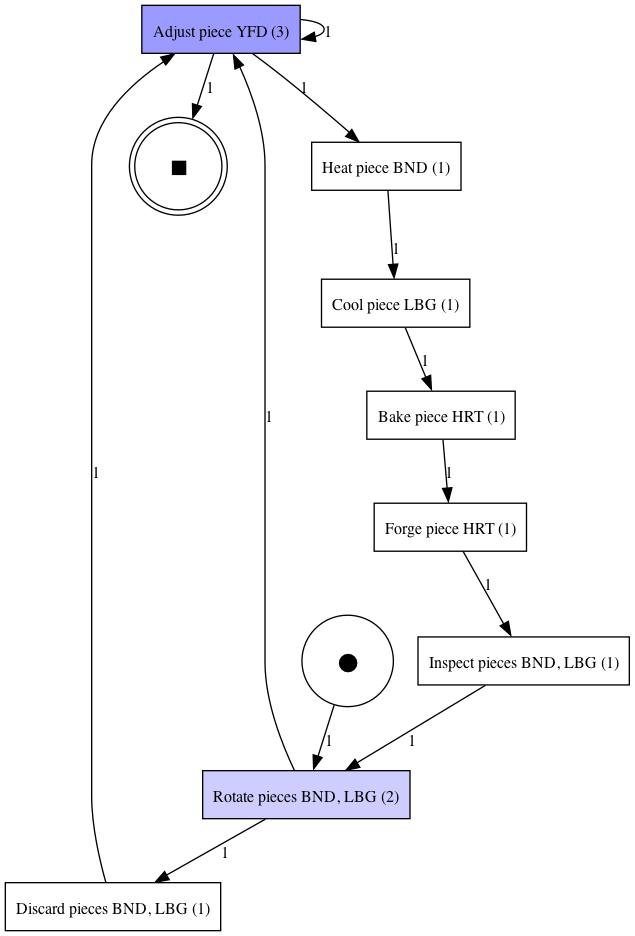 Adjust piece YFD (3)
1
1
1
Heat piece BND (1)
1
Cool piece LBG (1)
1
Bake piece HRT (1)
1
1
1
Forge piece HRT (1)
1
Inspect pieces BND, LBG (1)
1
1
Rotate pieces BND, LBG (2)
1
Discard pieces BND, LBG (1)